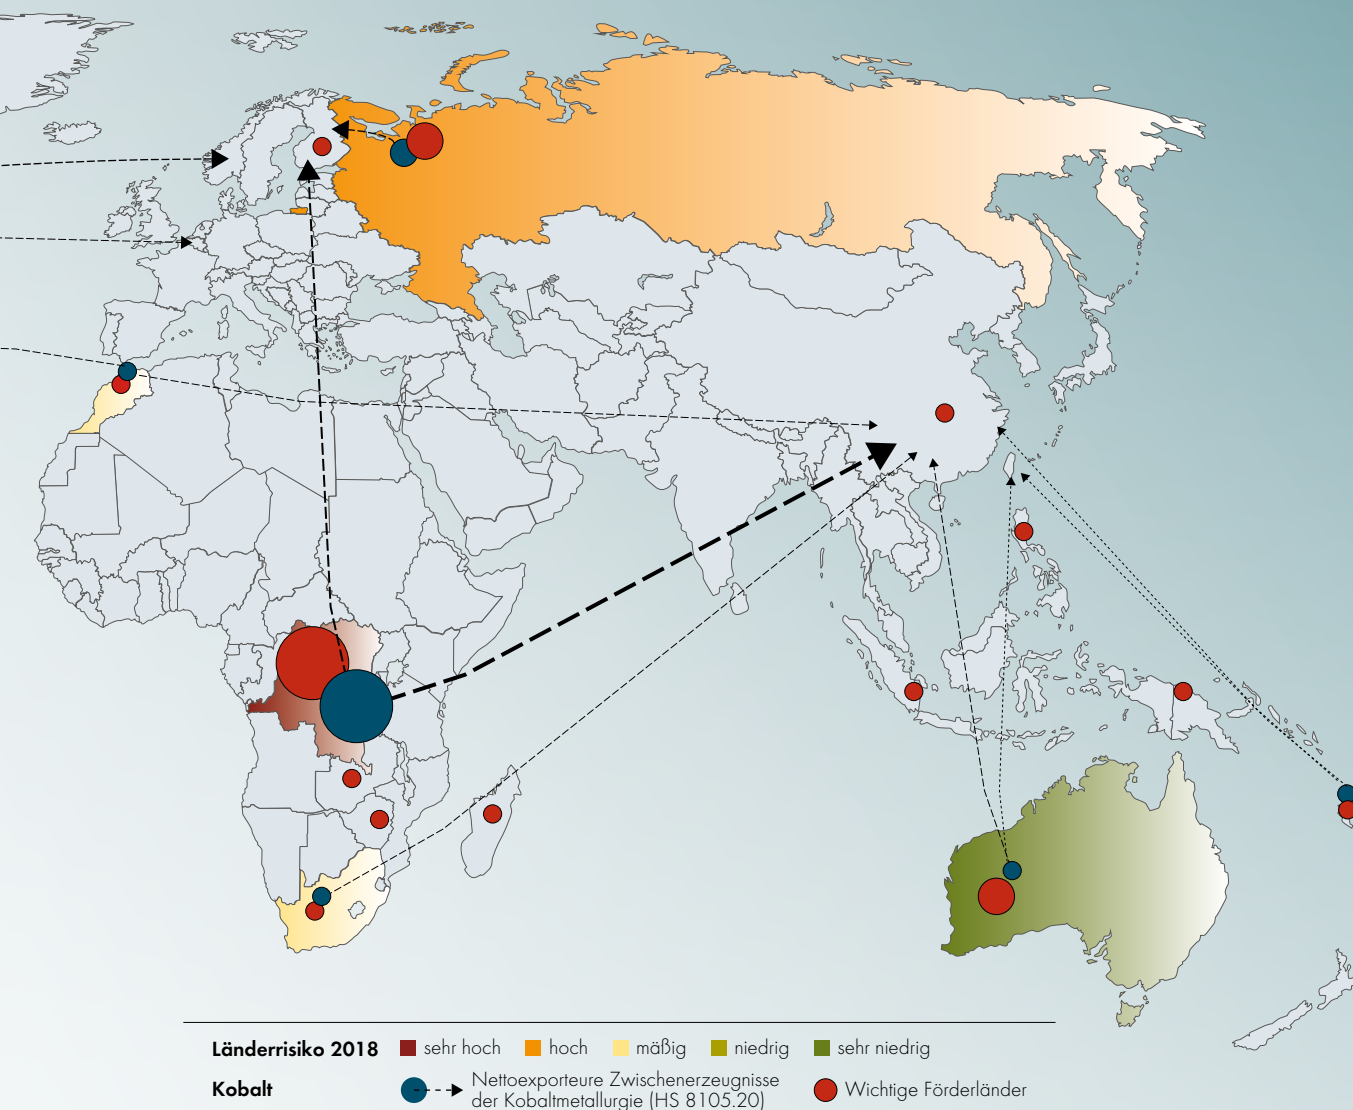 Länderrisiko 2018 sehr hoch hoch mäßig niedrig sehr niedrig
Kobalt Nettoexporteure Zwischenerzeugnisse
der Kobaltmetallurgie (HS 8105.20) Wichtige Förderländer